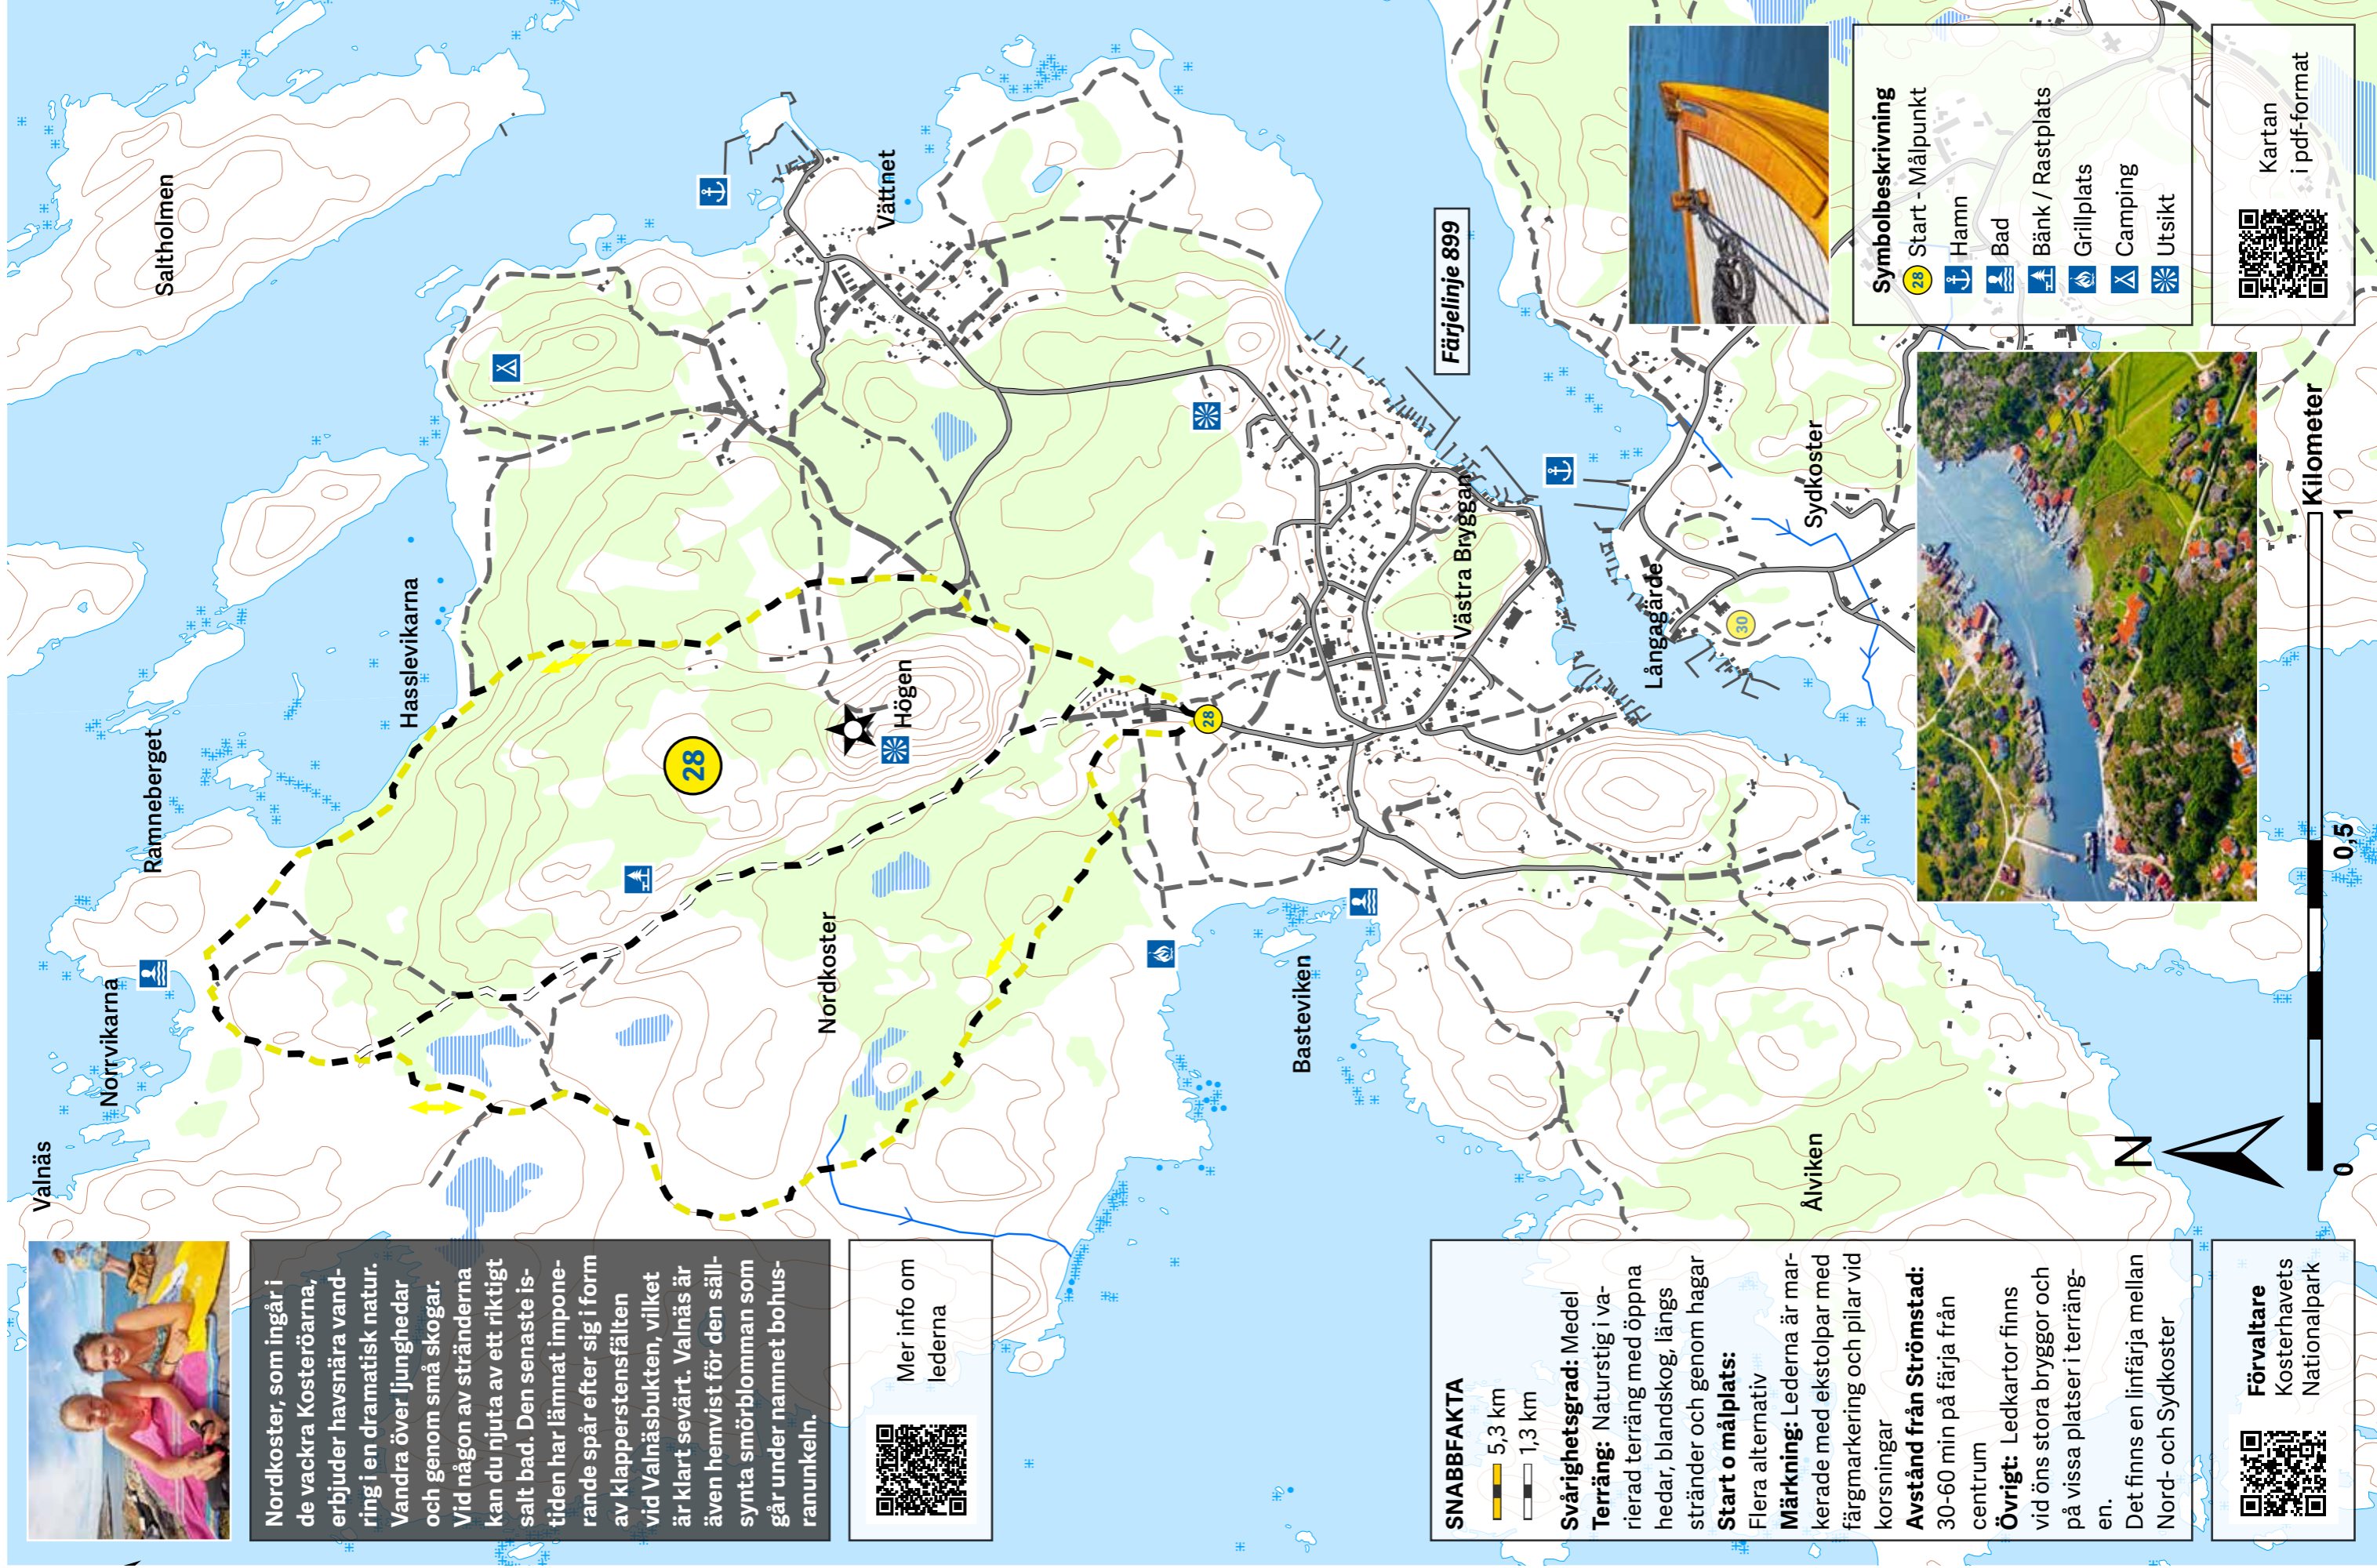 Nordkoster, som ingår i
de vackra Kosteröarna,
erbjuder havsnära vand-
ring i en dramatisk natur.
Vandra över ljunghedar
och genom små skogar.
Vid någon av stränderna
kan du njuta av ett riktigt
salt bad. Den senaste is-
tiden har lämnat impone-
rande spår efter sig i form
av klapperstensfälten
vid Valnäsbukten, vilket
är klart sevärt. Valnäs är
även hemvist för den säll-
synta smörblomman som
går under namnet bohus-
ranunkeln.
Mer info om
lederna
SNABBFAKTA
5,3 km
1,3 km
Svårighetsgrad: Medel
Terräng: Naturstig i va-
rierad terräng med öppna
hedar, blandskog, längs
stränder och genom hagar
Start o målplats:
Flera alternativ
Märkning: Lederna är mar-
kerade med ekstolpar med
färgmarkering och pilar vid
korsningar
Avstånd från Strömstad:
30-60 min på färja från
centrum
Övrigt: Ledkartor finns
vid öns stora bryggor och
på vissa platser i terräng-
en.
Det finns en linfärja mellan
Nord- och Sydkoster
Förvaltare
Kosterhavets
Nationalpark
Valnäs
Norrvikarna
Ramneberget
Saltholmen
Hasslevikarna
28
Högen
Vättnet
Nordkoster
28
Basteviken
Västra Bryggan
Färjelinje 899
Långagärde
30
Sydkoster
Ålviken
N
0
0,5
1
Kilometer
Symbolbeskrivning
28 Start - Målpunkt
Hamn
Bad
Bänk / Rastplats
Grillplats
Camping
Utsikt
Kartan
i pdf-format